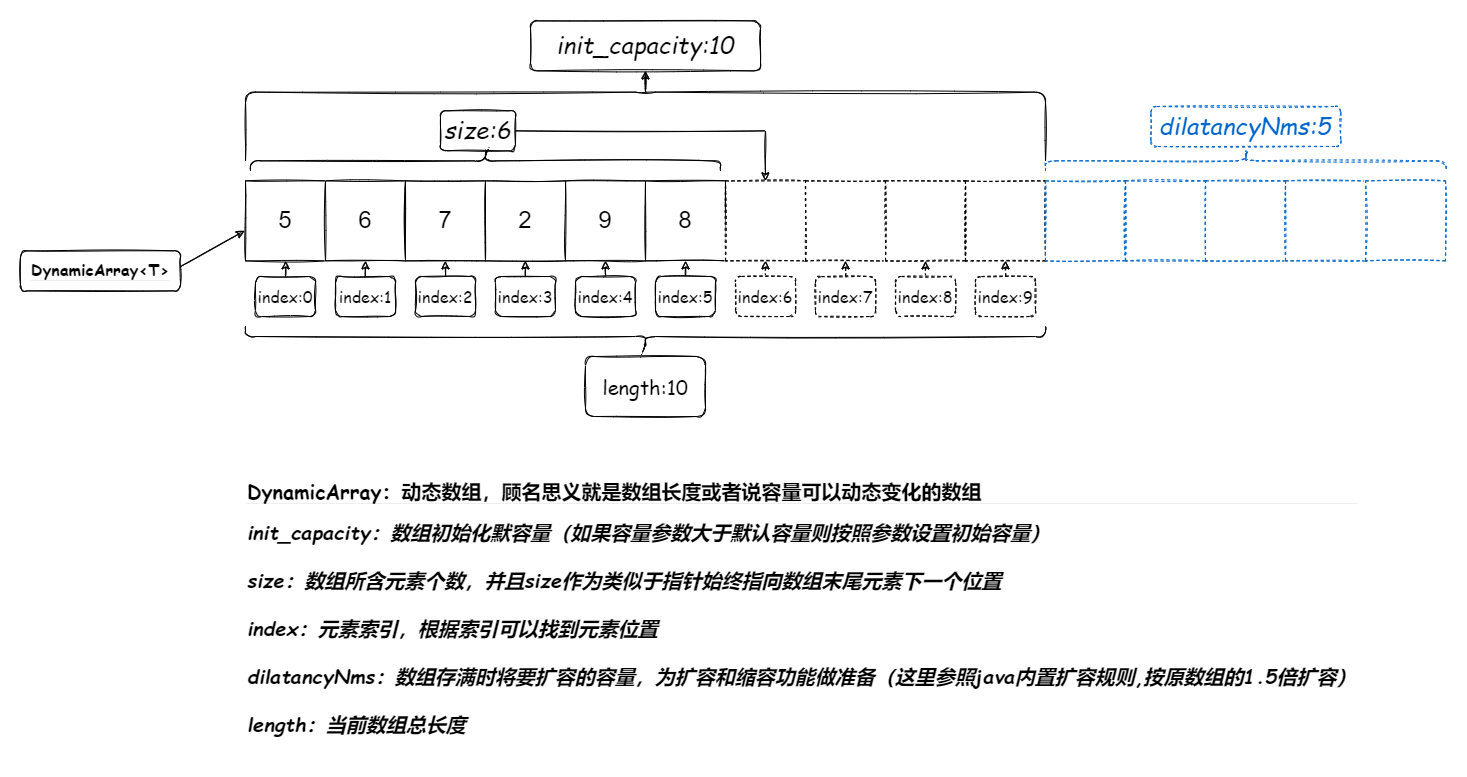 init_capacity:10
size:6
dilatancyNms:5
5 6 7 2 9 8
DynamicArray<T>
index:0 index:1 index:2 index:3 index:4 index:5 index:6 index:7 index:8 index:9
length:10
DynamicArray：动态数组，顾名思义就是数组长度或者说容量可以动态变化的数组
init_capacity：数组初始化默容量（如果容量参数大于默认容量则按照参数设置初始容量）
size：数组所含元素个数，并且size作为类似于指针始终指向数组末尾元素下一个位置
index：元素索引，根据索引可以找到元素位置
dilatancyNms：数组存满时将要扩容的容量，为扩容和缩容功能做准备（这里参照java内置扩容规则,按原数组的1.5倍扩容）
length：当前数组总长度